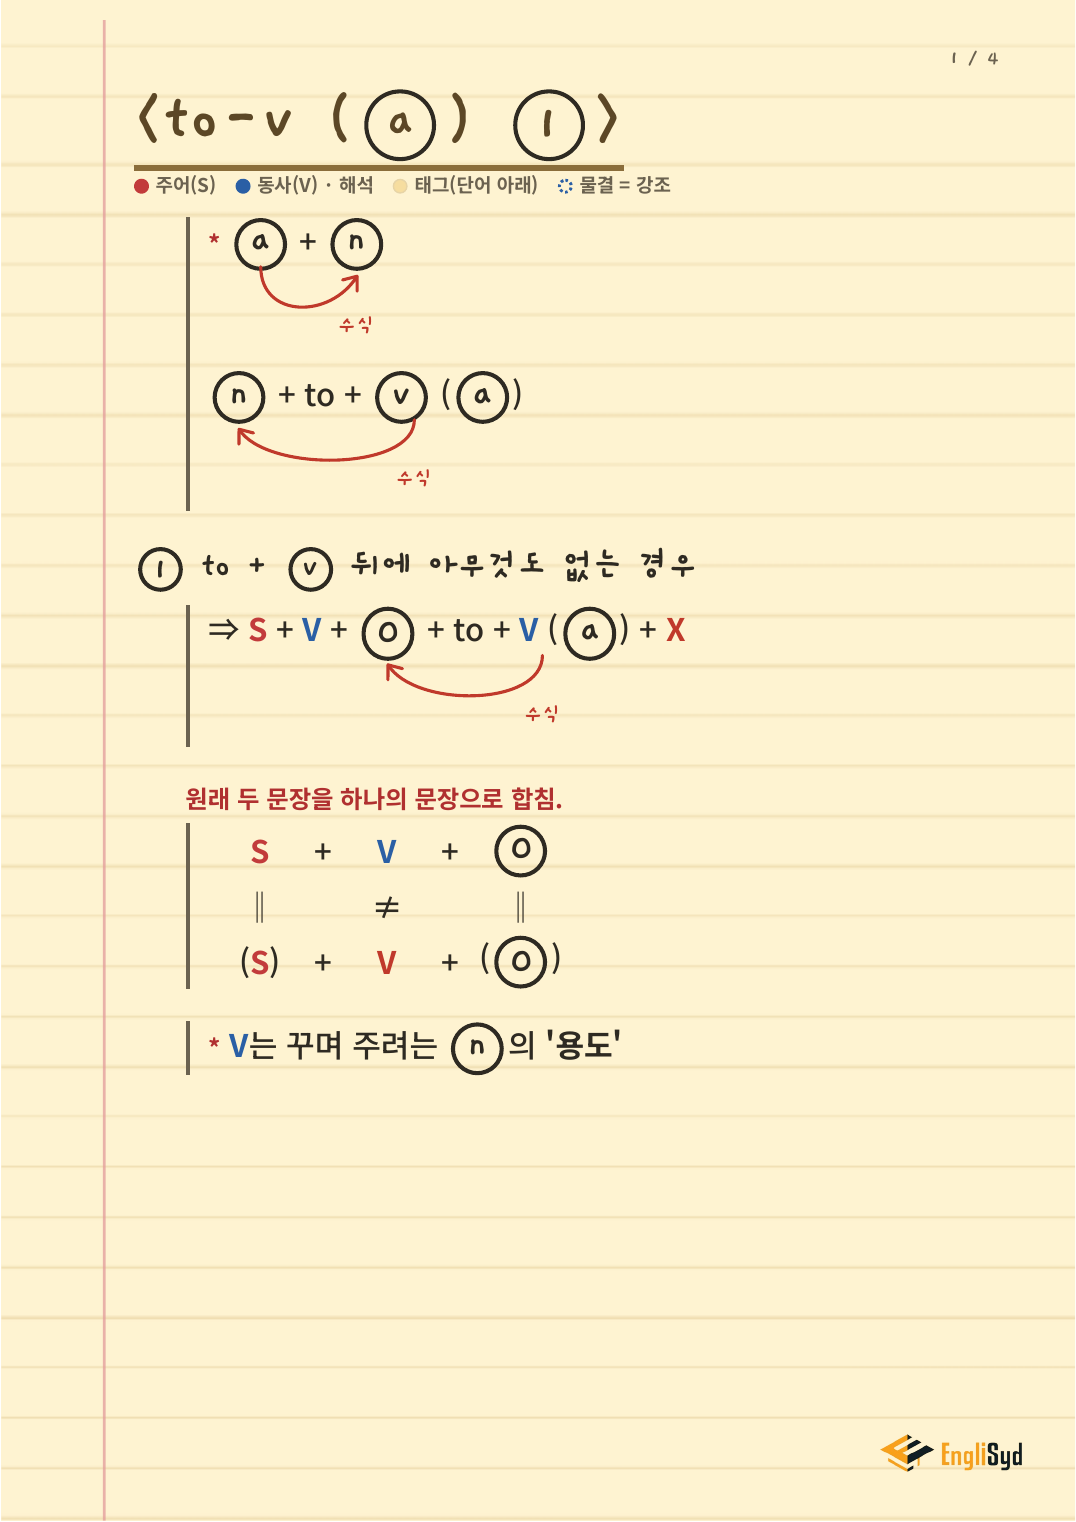 1 / 4
<to-v (ⓐ) ①>
주어(S) 동사(V) · 해석 태그(단어 아래) 물결 = 강조
* ⓐ + ⓝ
수식
ⓝ + to + ⓥ (ⓐ)
수식
① to + ⓥ 뒤에 아무것도 없는 경우
⇒ S + V + Ⓞ + to + V (ⓐ) + X
수식
원래 두 문장을 하나의 문장으로 합침.
S + V + Ⓞ
|| ≠ ||
(S) + V + (Ⓞ)
* V는 꾸며 주려는 ⓝ의 '용도'
EngliSyd